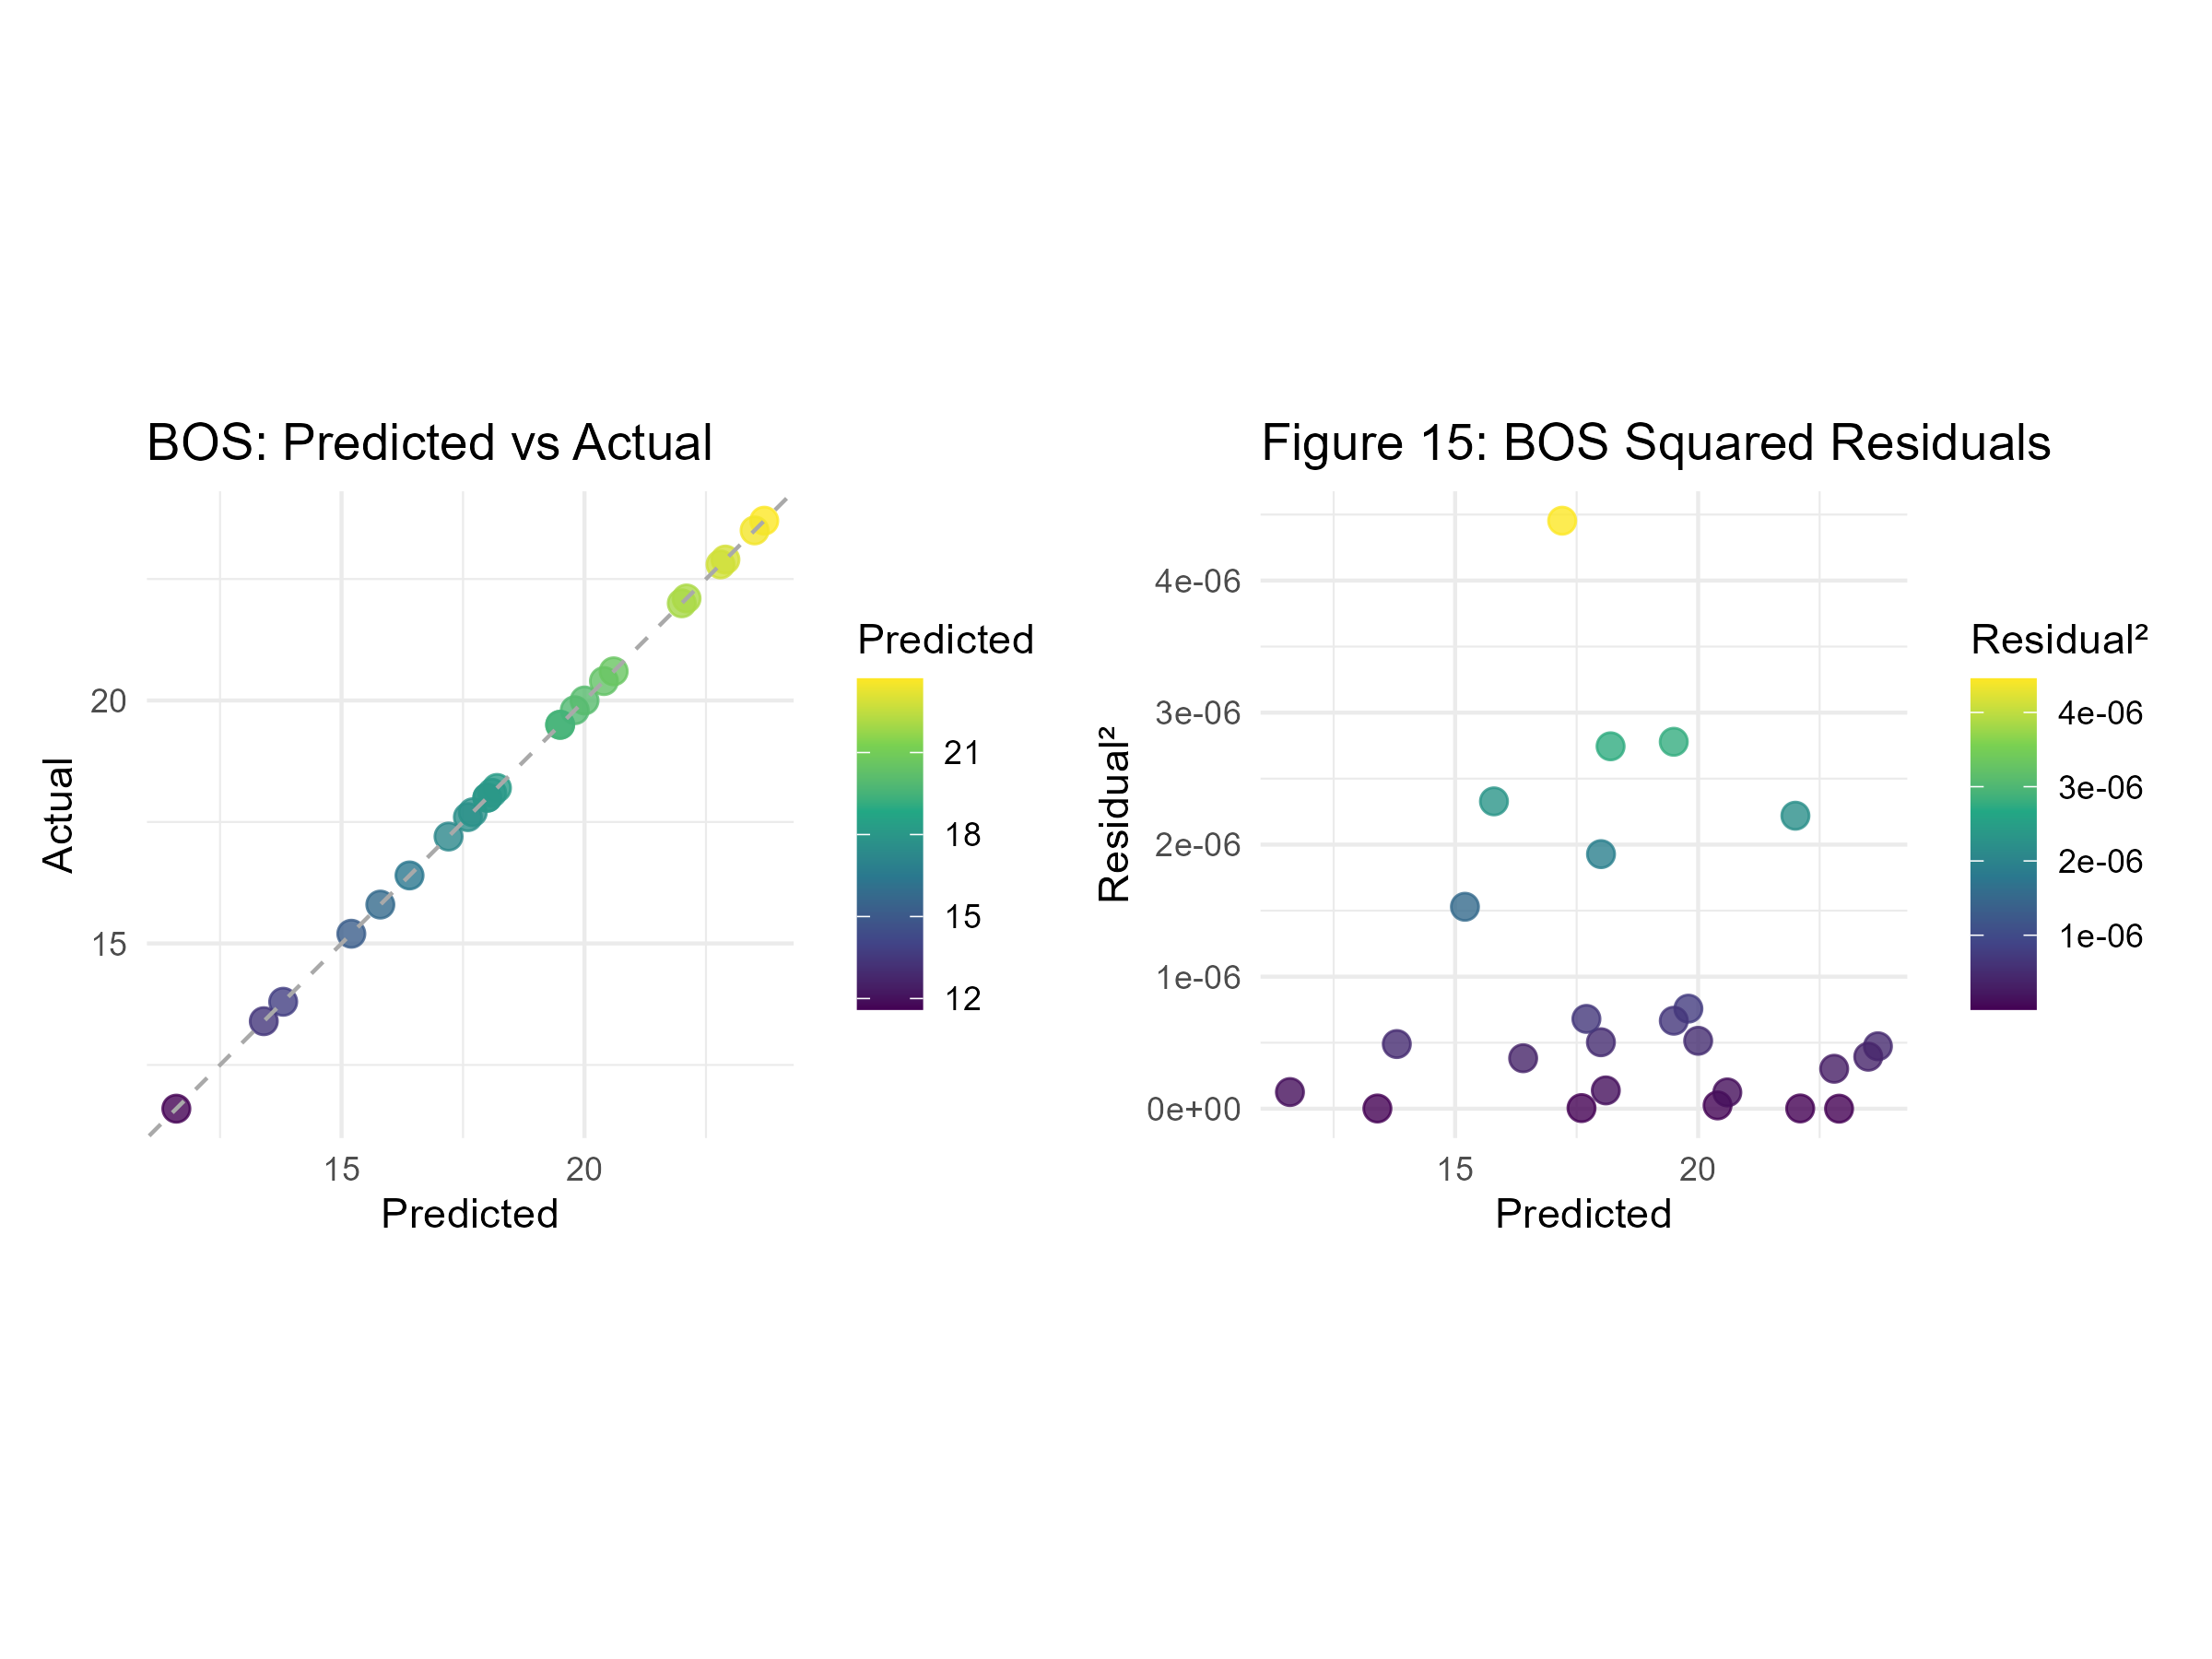 BOS: Predicted vs Actual
Actual
20
15
15
20
Predicted
Predicted
21
18
15
12
Figure 15: BOS Squared Residuals
Residual²
4e-06
3e-06
2e-06
1e-06
0e+00
15
20
Predicted
Residual²
4e-06
3e-06
2e-06
1e-06